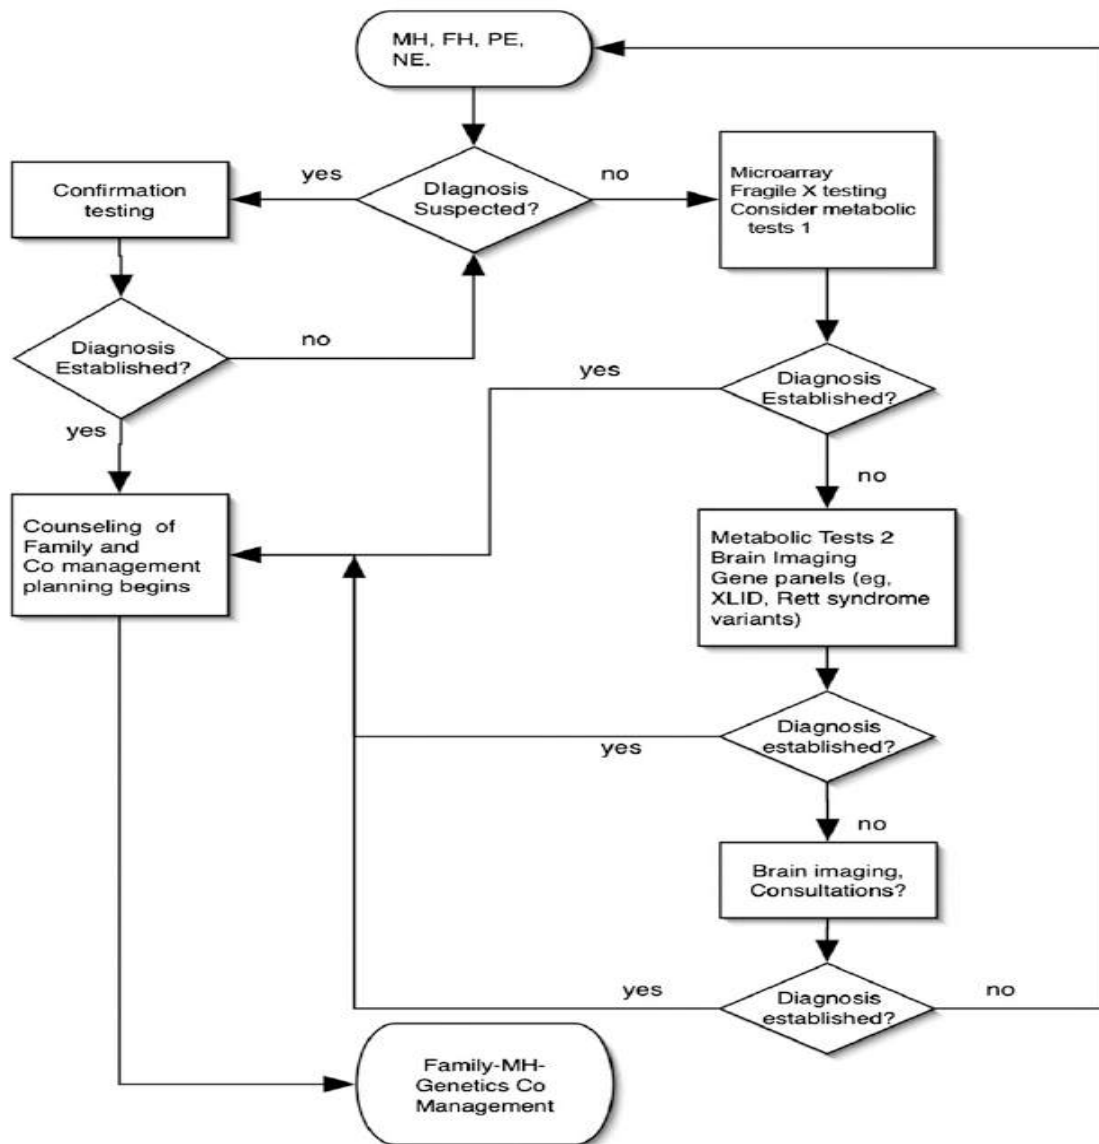 MH, FH, PE,
NE.
DIagnosis
Suspected?
yes
no
Confirmation
testing
Microarray
Fragile X testing
Consider metabolic
tests 1
Diagnosis
Established?
no
yes
Diagnosis
Established?
yes
no
Counseling of
Family and
Co management
planning begins
Metabolic Tests 2
Brain Imaging
Gene panels (eg,
XLID, Rett syndrome
variants)
Diagnosis
established?
yes
no
Brain imaging,
Consultations?
Diagnosis
established?
yes
no
Family-MH-
Genetics Co
Management